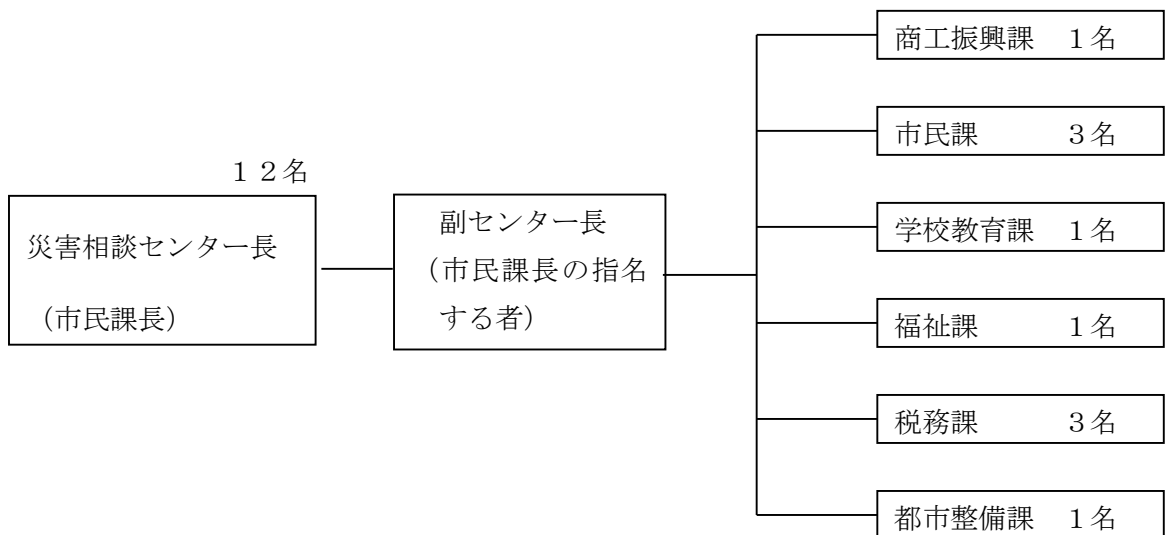 １２名
災害相談センター長
（市民課長）
副センター長
（市民課長の指名
する者）
商工振興課　１名
市民課　　　３名
学校教育課　１名
福祉課　　　１名
税務課　　　３名
都市整備課　１名